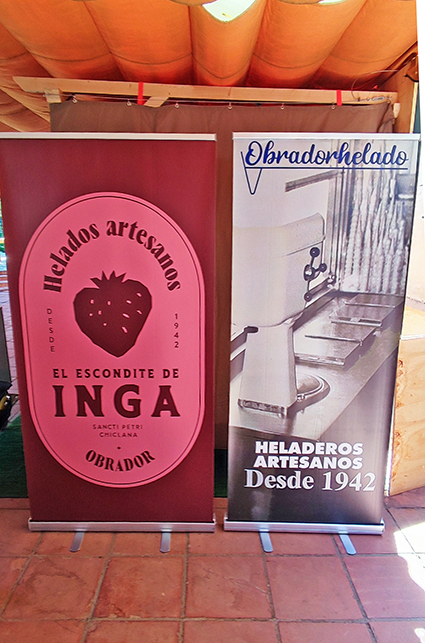 Helados artesanos
DESDE 1942
EL ESCONDITE DE
INGA
SANCTI PETRI
CHICLANA
OBRADOR
Obradorhelado
HELADEROS
ARTESANOS
Desde 1942